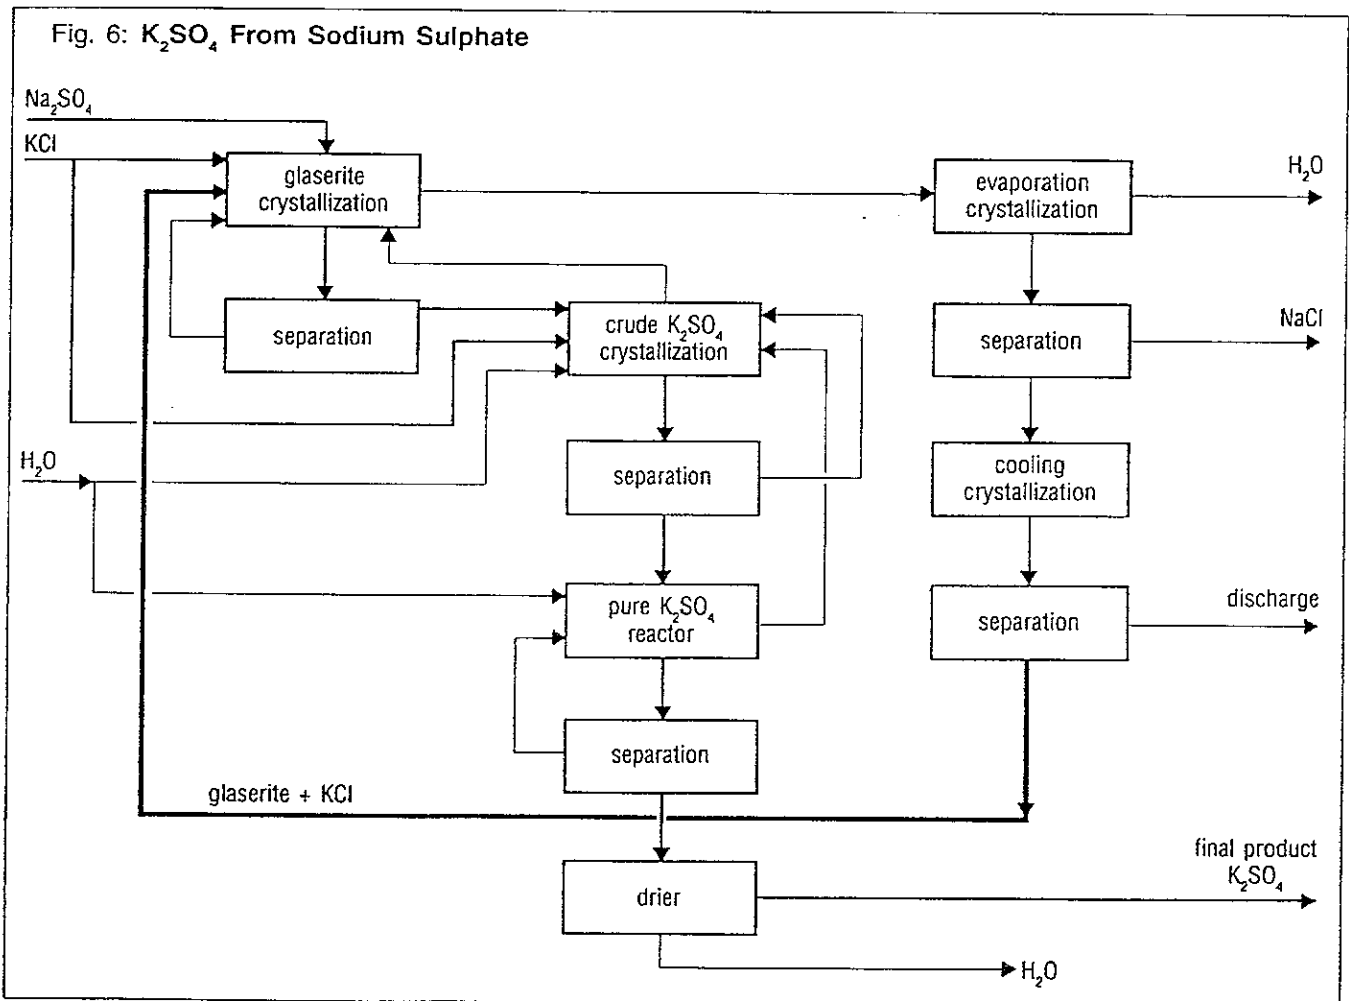 Fig. 6: K₂SO₄ From Sodium Sulphate
Na₂SO₄
KCl
glaserite
crystallization
evaporation
crystallization
H₂O
separation
crude K₂SO₄
crystallization
separation
NaCl
H₂O
separation
cooling
crystallization
pure K₂SO₄
reactor
separation
discharge
separation
glaserite + KCl
drier
final product
K₂SO₄
H₂O